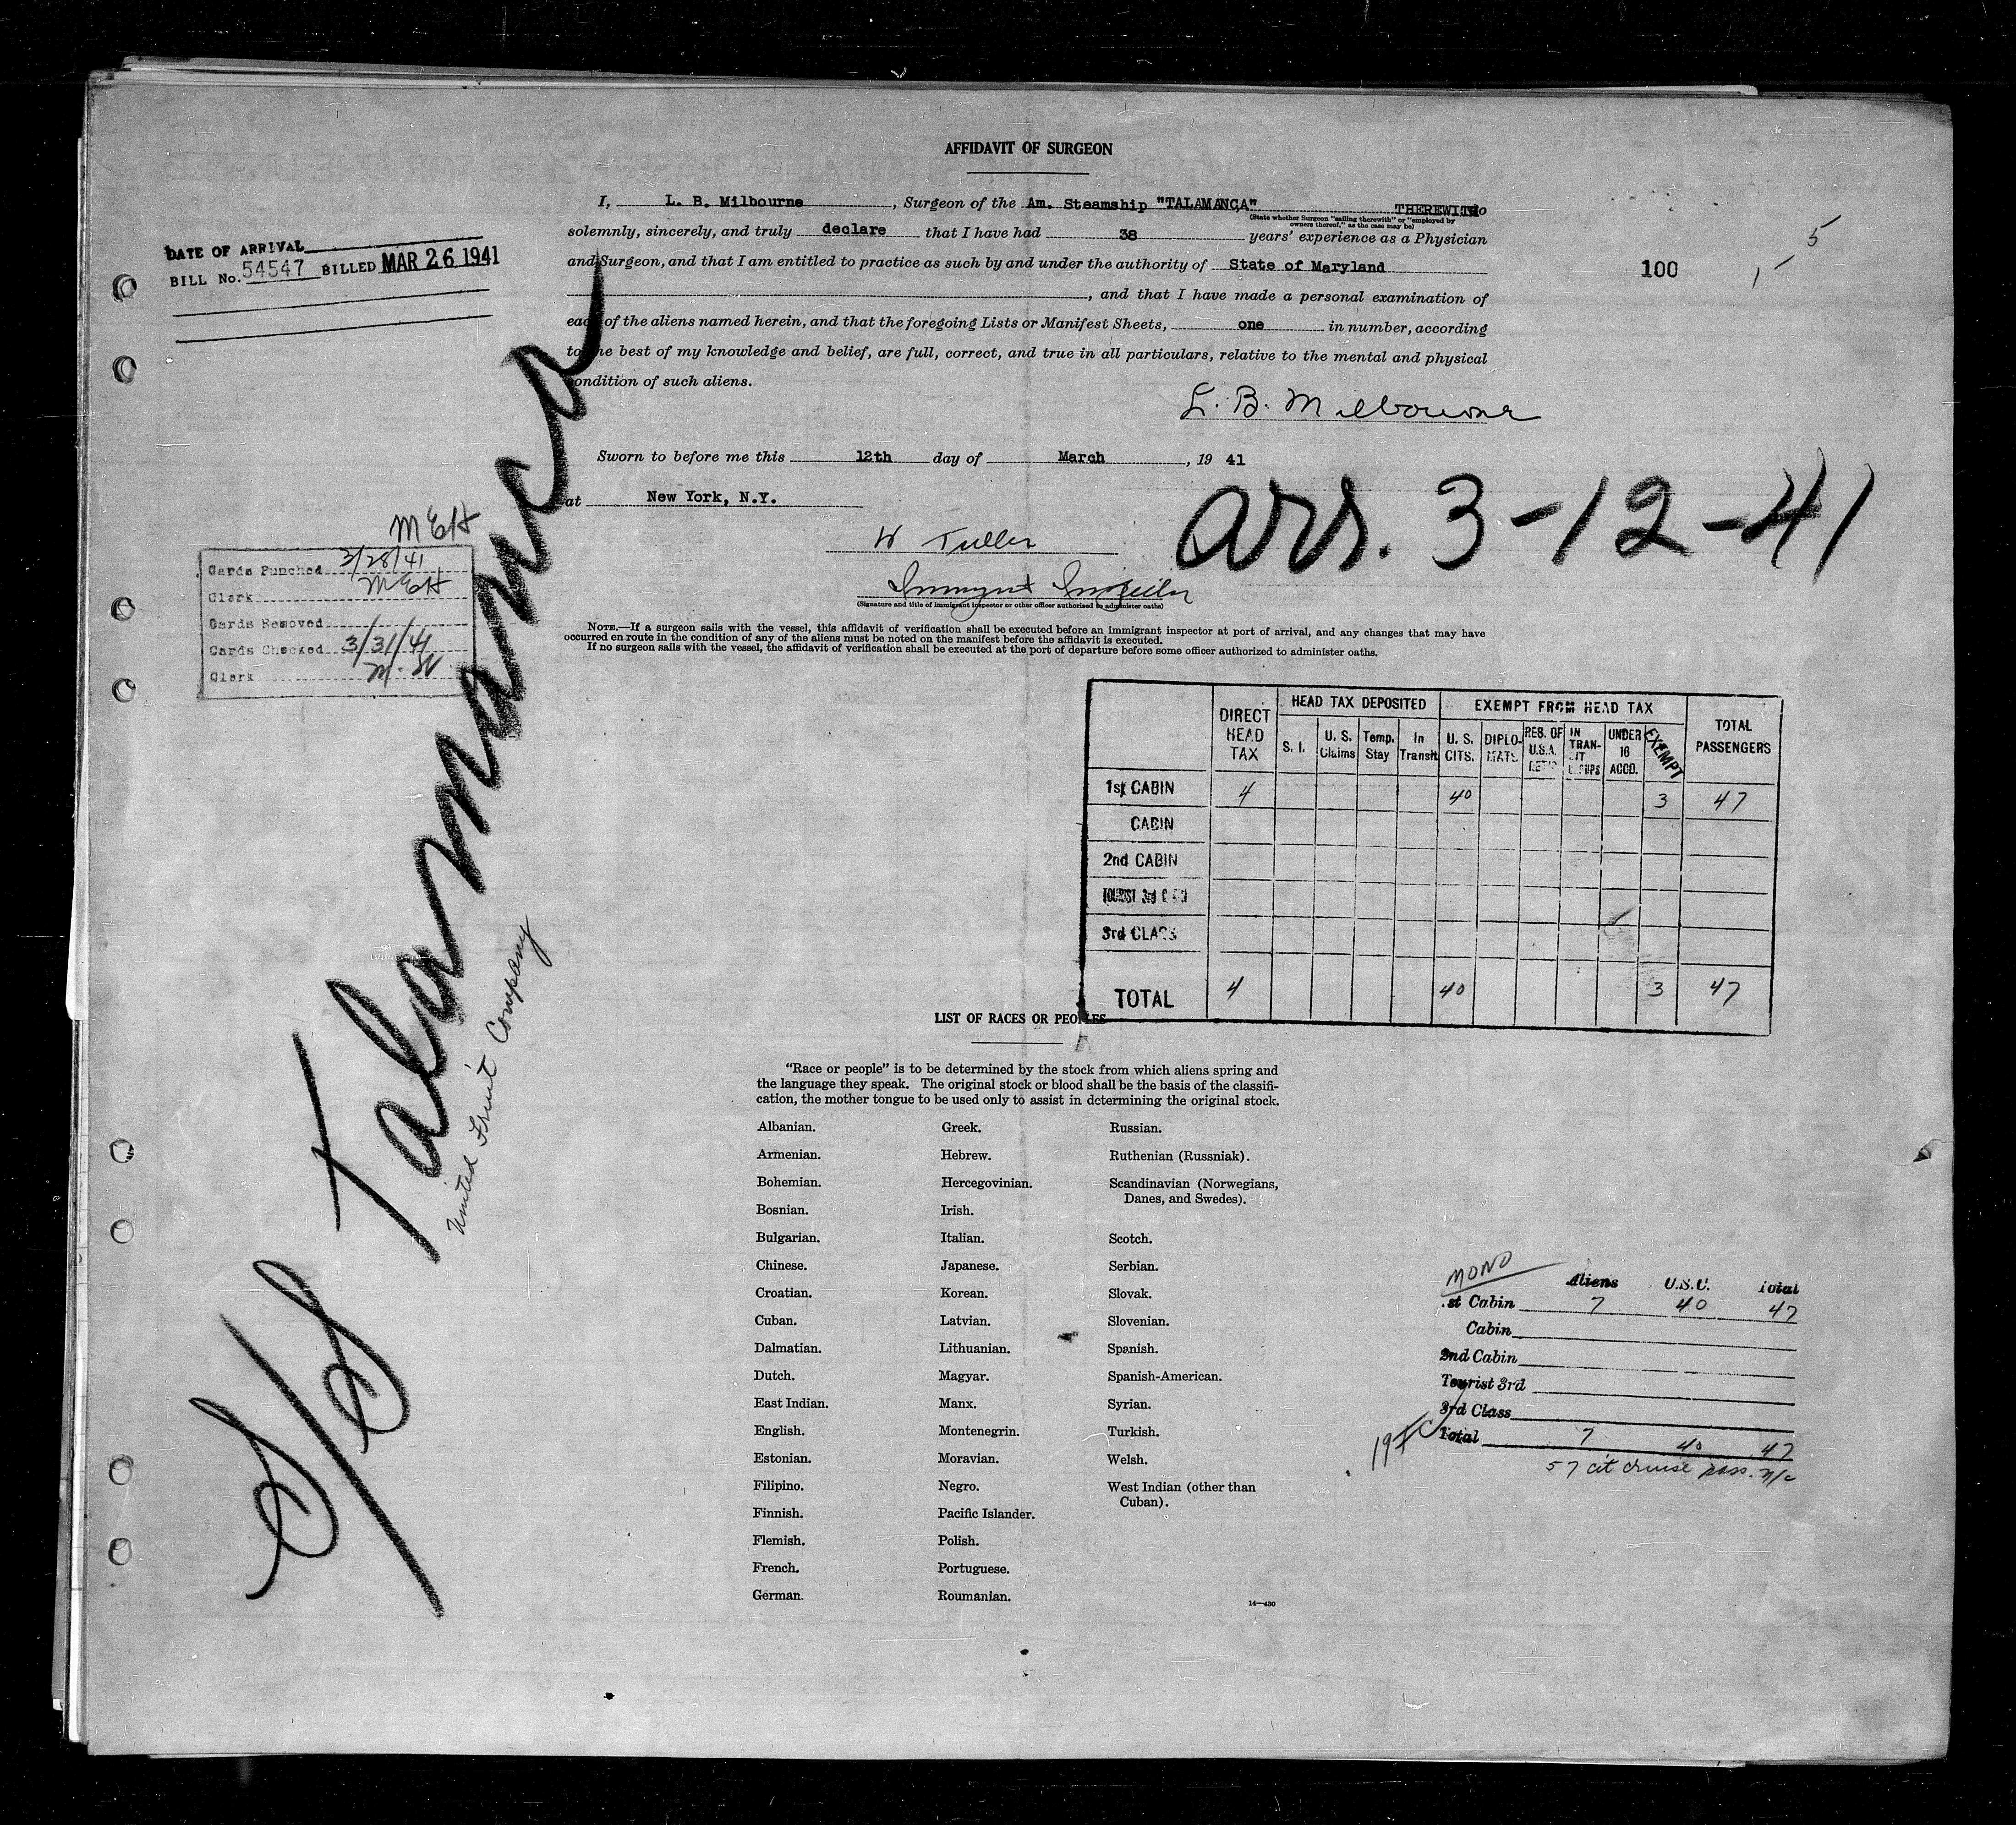 AFFIDAVIT OF SURGEON
I, L. B. Milbourne, Surgeon of the Am. Steamship "TALAMANCA" THEREWITH do
(State whether Surgeon "sailing therewith" or "employed by owners thereof," as the case may be)
solemnly, sincerely, and truly declare that I have had 38 years' experience as a Physician
and Surgeon, and that I am entitled to practice as such by and under the authority of State of Maryland
, and that I have made a personal examination of
each of the aliens named herein, and that the foregoing Lists or Manifest Sheets, one in number, according
to the best of my knowledge and belief, are full, correct, and true in all particulars, relative to the mental and physical
condition of such aliens.
L. B. Milbourne
Sworn to before me this 12th day of March, 19 41
at New York, N.Y.
W Tuller
Immgrnt Inspector
(Signature and title of immigrant inspector or other officer authorized to administer oaths)
NOTE.—If a surgeon sails with the vessel, this affidavit of verification shall be executed before an immigrant inspector at port of arrival, and any changes that may have
occurred en route in the condition of any of the aliens must be noted on the manifest before the affidavit is executed.
If no surgeon sails with the vessel, the affidavit of verification shall be executed at the port of departure before some officer authorized to administer oaths.
DATE OF ARRIVAL
BILL No. 54547 BILLED MAR 26 1941
100
5
arr. 3-12-41
MEH
Cards Punched 3/28/41
Clerk MEH
Cards Removed
Cards Checked 3/31/41
Clerk
S/S Talamanca
United Fruit Company
DIRECT HEAD TAX
HEAD TAX DEPOSITED
EXEMPT FROM HEAD TAX
TOTAL PASSENGERS
S. I. U. S. Claims Temp. Stay In Transit U. S. CITS. DIPLOMATS RES. OF U.S.A. RETG IN TRANSIT GROUPS UNDER 16 ACCD. EXEMPT
1st CABIN 4 40 3 47
CABIN
2nd CABIN
TOURIST 3rd
3rd CLASS
TOTAL 4 40 3 47
LIST OF RACES OR PEOPLES
"Race or people" is to be determined by the stock from which aliens spring and
the language they speak. The original stock or blood shall be the basis of the classifi-
cation, the mother tongue to be used only to assist in determining the original stock.
Albanian.
Armenian.
Bohemian.
Bosnian.
Bulgarian.
Chinese.
Croatian.
Cuban.
Dalmatian.
Dutch.
East Indian.
English.
Estonian.
Filipino.
Finnish.
Flemish.
French.
German.
Greek.
Hebrew.
Hercegovinian.
Irish.
Italian.
Japanese.
Korean.
Latvian.
Lithuanian.
Magyar.
Manx.
Montenegrin.
Moravian.
Negro.
Pacific Islander.
Polish.
Portuguese.
Roumanian.
Russian.
Ruthenian (Russniak).
Scandinavian (Norwegians,
Danes, and Swedes).
Scotch.
Serbian.
Slovak.
Slovenian.
Spanish.
Spanish-American.
Syrian.
Turkish.
Welsh.
West Indian (other than
Cuban).
14—430
MOND
Aliens U.S.C. Total
st Cabin 7 40 47
Cabin
2nd Cabin
Tourist 3rd
3rd Class
Total 7 40 47
57 cit cruise pass. n/c